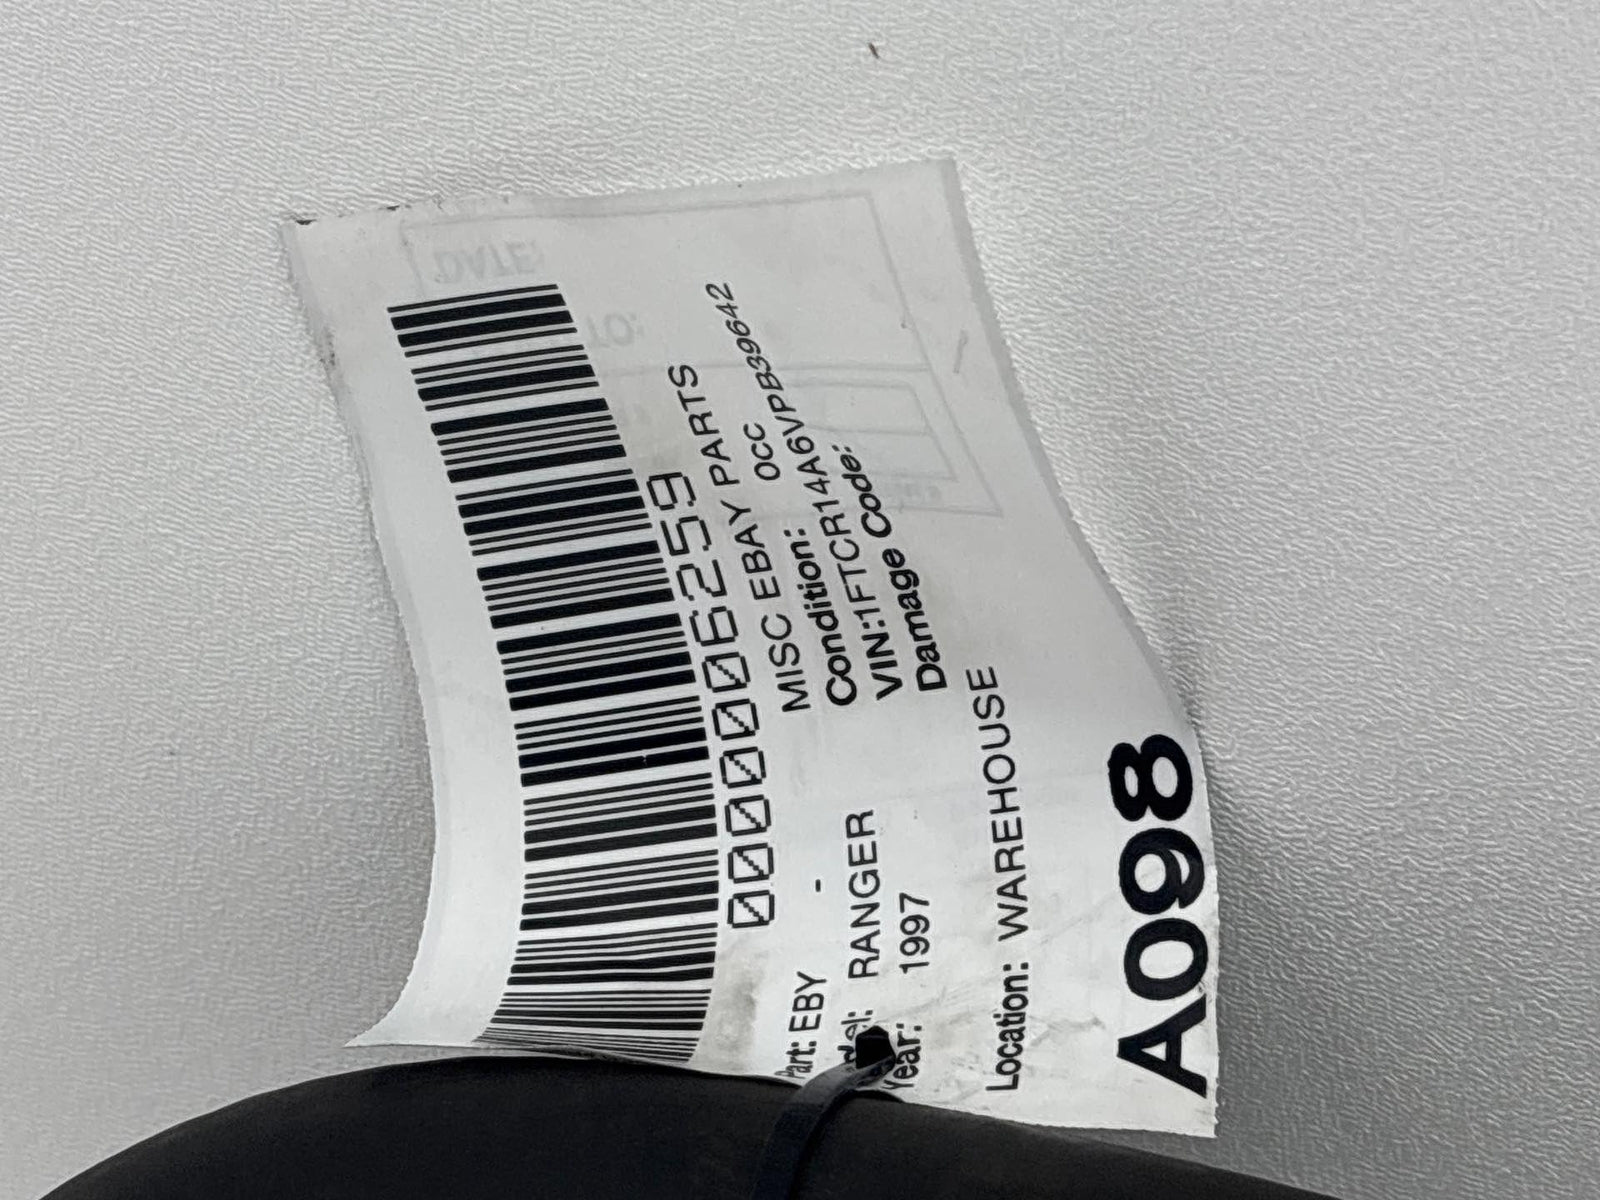 0000006259
Part: EBY - MISC EBAY PARTS
RANGER Condition: 0CC
Year: 1997 VIN:1FTCR14A6VPB39642
Damage Code:
Location: WAREHOUSE
A098
DATE:
TO: